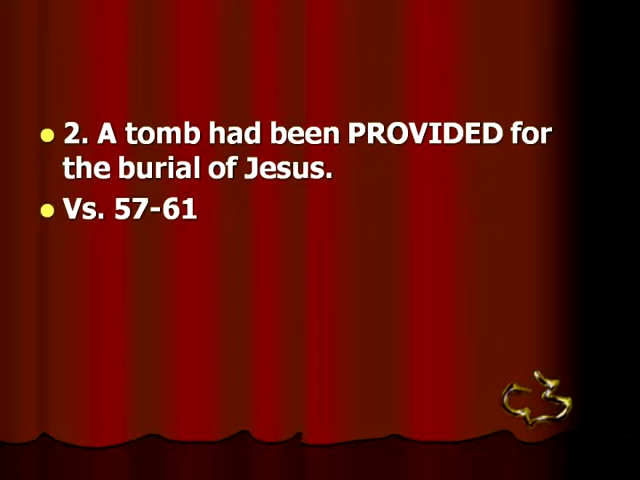 2. A tomb had been PROVIDED for
the burial of Jesus.
Vs. 57-61